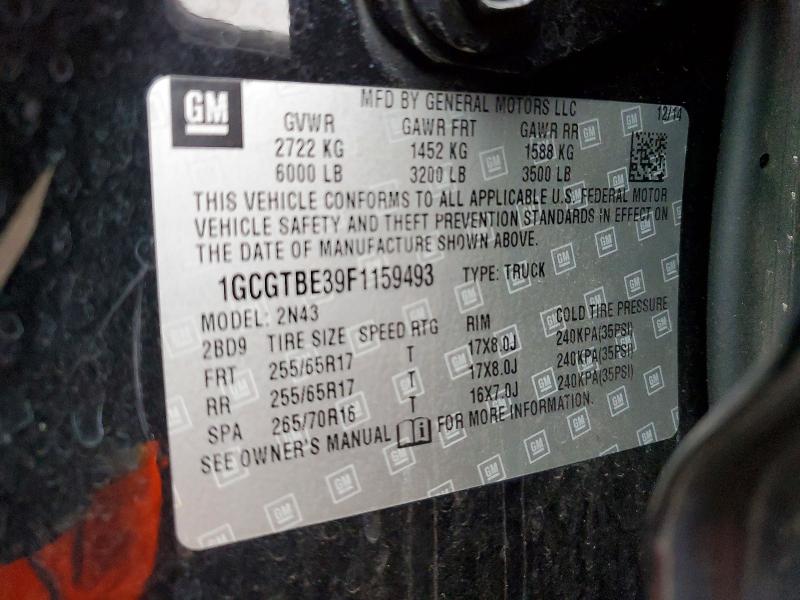 GM
MFD BY GENERAL MOTORS LLC
12/14
GVWR GAWR FRT GAWR RR
2722 KG 1452 KG 1588 KG
6000 LB 3200 LB 3500 LB
THIS VEHICLE CONFORMS TO ALL APPLICABLE U.S. FEDERAL MOTOR
VEHICLE SAFETY AND THEFT PREVENTION STANDARDS IN EFFECT ON
THE DATE OF MANUFACTURE SHOWN ABOVE.
1GCGTBE39F1159493 TYPE: TRUCK
MODEL: 2N43
2BD9 TIRE SIZE SPEED RTG RIM COLD TIRE PRESSURE
FRT 255/65R17 T 17X8.0J 240KPA(35PSI)
RR 255/65R17 T 17X8.0J 240KPA(35PSI)
SPA 265/70R16 T 16X7.0J 240KPA(35PSI)
SEE OWNER'S MANUAL FOR MORE INFORMATION.